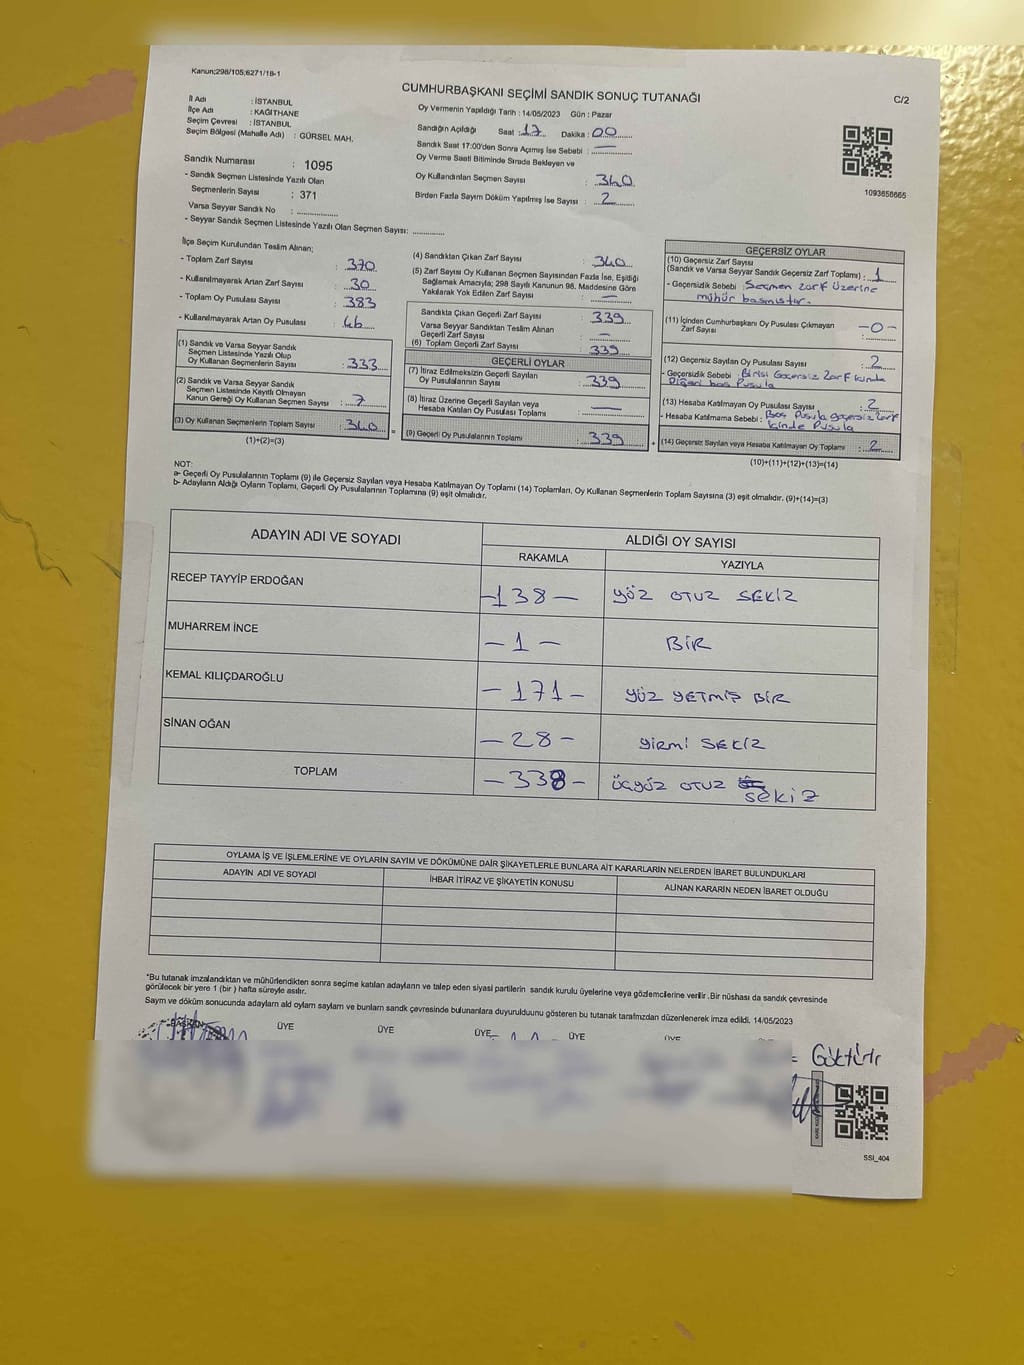 Kanun;298/105,6271/18-1
CUMHURBAŞKANI SEÇİMİ SANDIK SONUÇ TUTANAĞI
C/2
İl Adı : İSTANBUL
İlçe Adı : KAĞITHANE
Seçim Çevresi : İSTANBUL
Seçim Bölgesi (Mahalle Adı) : GÜRSEL MAH.
Sandık Numarası : 1095
- Sandık Seçmen Listesinde Yazılı Olan
Seçmenlerin Sayısı : 371
Varsa Seyyar Sandık No : ..............
- Seyyar Sandık Seçmen Listesinde Yazılı Olan Seçmen Sayısı: ............
Oy Vermenin Yapıldığı Tarih : 14/05/2023 Gün : Pazar
Sandığın Açıldığı Saat : 17 Dakika : 00
Sandık Saat 17:00'den Sonra Açımış İse Sebebi : —
Oy Verme Saati Bitiminde Sırada Bekleyen ve
Oy Kullandırılan Seçmen Sayısı : 340
Birden Fazla Sayım Döküm Yapılmış İse Sayısı : 2
1093656665
İlçe Seçim Kurulundan Teslim Alınan;
- Toplam Zarf Sayısı : 370
- Kullanılmayarak Artan Zarf Sayısı : 30
- Toplam Oy Pusulası Sayısı : 383
- Kullanılmayarak Artan Oy Pusulası : 46
(1) Sandık ve Varsa Seyyar Sandık
Seçmen Listesinde Yazılı Olup
Oy Kullanan Seçmenlerin Sayısı : 333
(2) Sandık ve Varsa Seyyar Sandık
Seçmen Listesinde Kayıtlı Olmayan
Kanun Gereği Oy Kullanan Seçmen Sayısı : 7
(3) Oy Kullanan Seçmenlerin Toplam Sayısı : 340 =
(1)+(2)=(3)
(4) Sandıktan Çıkan Zarf Sayısı : 340
(5) Zarf Sayısı Oy Kullanan Seçmen Sayısından Fazla İse, Eşitliği
Sağlamak Amacıyla; 298 Sayılı Kanunun 98. Maddesine Göre
Yakılarak Yok Edilen Zarf Sayısı : —
Sandıkta Çıkan Geçerli Zarf Sayısı : 339
Varsa Seyyar Sandıktan Teslim Alınan
Geçerli Zarf Sayısı : —
(6) Toplam Geçerli Zarf Sayısı : 339
GEÇERLİ OYLAR
(7) İtiraz Edilmeksizin Geçerli Sayılan
Oy Pusulalarının Sayısı : 339
(8) İtiraz Üzerine Geçerli Sayılan veya
Hesaba Katılan Oy Pusulası Toplamı : —
(9) Geçerli Oy Pusulalarının Toplamı : 339 +
GEÇERSİZ OYLAR
(10) Geçersiz Zarf Sayısı
(Sandık ve Varsa Seyyar Sandık Geçersiz Zarf Toplamı) : 1
- Geçersizlik Sebebi : Seçmen zarf üzerine
mühür basmıştır.
(11) İçinden Cumhurbaşkanı Oy Pusulası Çıkmayan
Zarf Sayısı : —0—
(12) Geçersiz Sayılan Oy Pusulası Sayısı : 2
- Geçersizlik Sebebi : Birisi Geçersiz Zarf içinde
Diğeri boş Pusula
(13) Hesaba Katılmayan Oy Pusulası Sayısı : 2
- Hesaba Katılmama Sebebi : Boş Pusula geçersiz zarf
içinde Pusula
(14) Geçersiz Sayılan veya Hesaba Katılmayan Oy Toplamı : 2
(10)+(11)+(12)+(13)=(14)
NOT:
a- Geçerli Oy Pusulalarının Toplamı (9) ile Geçersiz Sayılan veya Hesaba Katılmayan Oy Toplamı (14) Toplamları, Oy Kullanan Seçmenlerin Toplam Sayısına (3) eşit olmalıdır. (9)+(14)=(3)
b- Adayların Aldığı Oyların Toplamı, Geçerli Oy Pusulalarının Toplamına (9) eşit olmalıdır.
ADAYIN ADI VE SOYADI
ALDIĞI OY SAYISI
RAKAMLA YAZIYLA
RECEP TAYYİP ERDOĞAN —138— YÜZ OTUZ SEKİZ
MUHARREM İNCE —1— BİR
KEMAL KILIÇDAROĞLU —171— YÜZ YETMİŞ BİR
SİNAN OĞAN —28— YİRMİ SEKİZ
TOPLAM —338— ÜÇYÜZ OTUZ
SEKİZ
OYLAMA İŞ VE İŞLEMLERİNE VE OYLARIN SAYIM VE DÖKÜMÜNE DAİR ŞİKAYETLERLE BUNLARA AİT KARARLARIN NELERDEN İBARET BULUNDUKLARI
ADAYIN ADI VE SOYADI İHBAR İTİRAZ VE ŞİKAYETİN KONUSU ALINAN KARARIN NEDEN İBARET OLDUĞU
*Bu tutanak imzalandıktan ve mühürlendikten sonra seçime katılan adayların ve talep eden siyasi partilerin sandık kurulu üyelerine veya gözlemcilerine verilir .Bir nüshası da sandık çevresinde
görülecek bir yere 1 (bir ) hafta süreyle asılır.
Sayım ve döküm sonucunda adayların ald oyların sayları ve bunların sandık çevresinde bulunanlara duyurulduunu gösteren bu tutanak tarafımızdan düzenlenerek imza edildi. 14/05/2023
BAŞKAN ÜYE ÜYE ÜYE ÜYE ÜYE
Göktürk
SSI_404